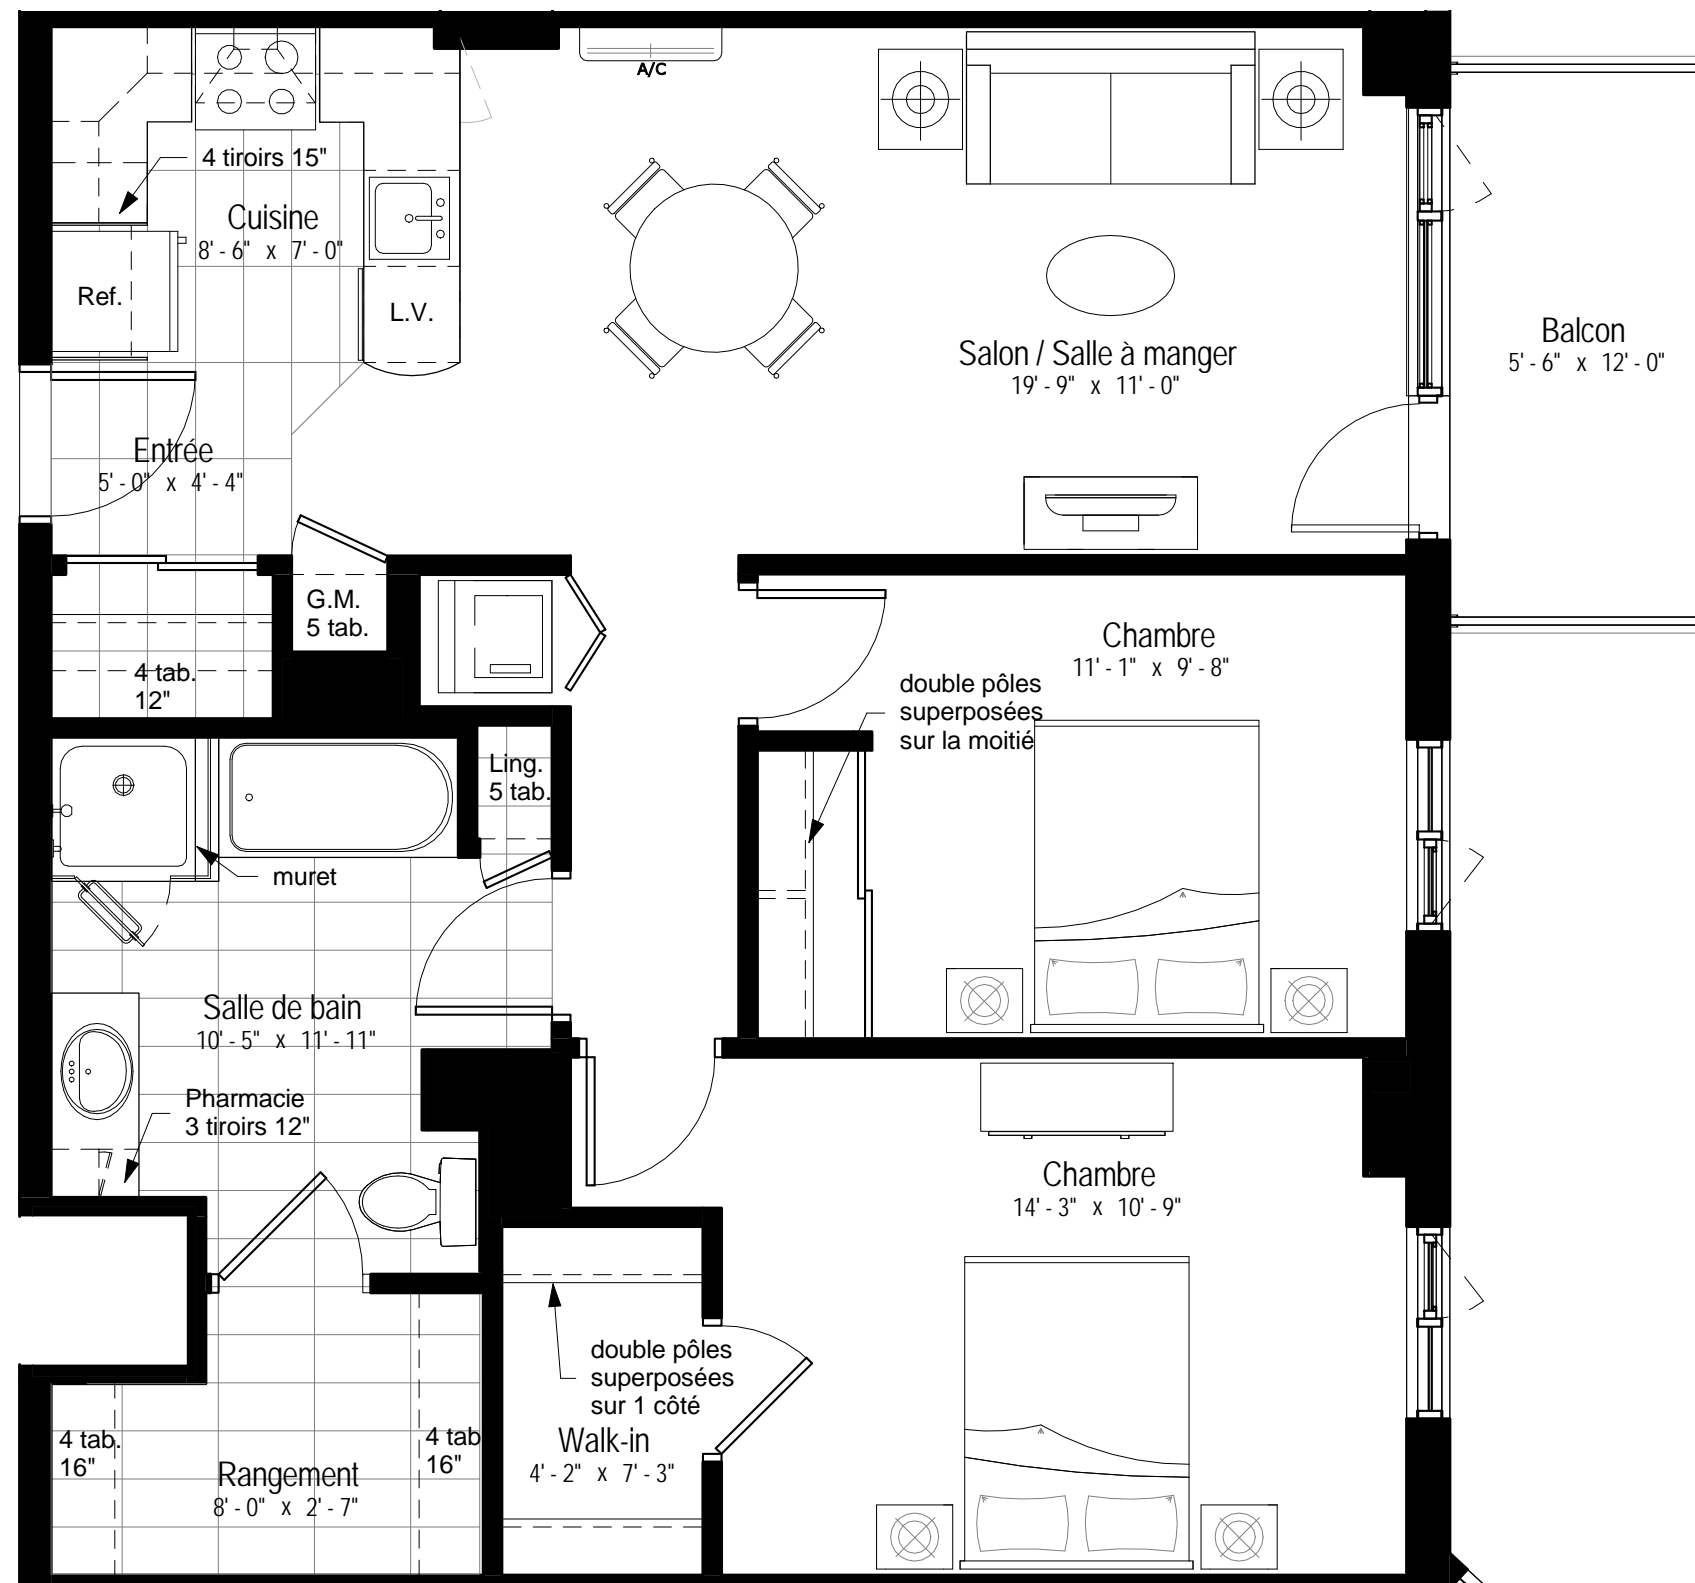 A/C
4 tiroirs 15"
Cuisine
8' - 6" x 7' - 0"
Ref.
L.V.
Salon / Salle à manger
19' - 9" x 11' - 0"
Balcon
5' - 6" x 12' - 0"
Entrée
5' - 0" x 4' - 4"
G.M.
5 tab.
4 tab.
12"
Chambre
11' - 1" x 9' - 8"
double pôles
superposées
sur la moitié
Ling.
5 tab.
muret
Salle de bain
10' - 5" x 11' - 11"
Pharmacie
3 tiroirs 12"
Chambre
14' - 3" x 10' - 9"
double pôles
superposées
sur 1 côté
Walk-in
4' - 2" x 7' - 3"
4 tab.
16"
Rangement
8' - 0" x 2' - 7"
4 tab
16"